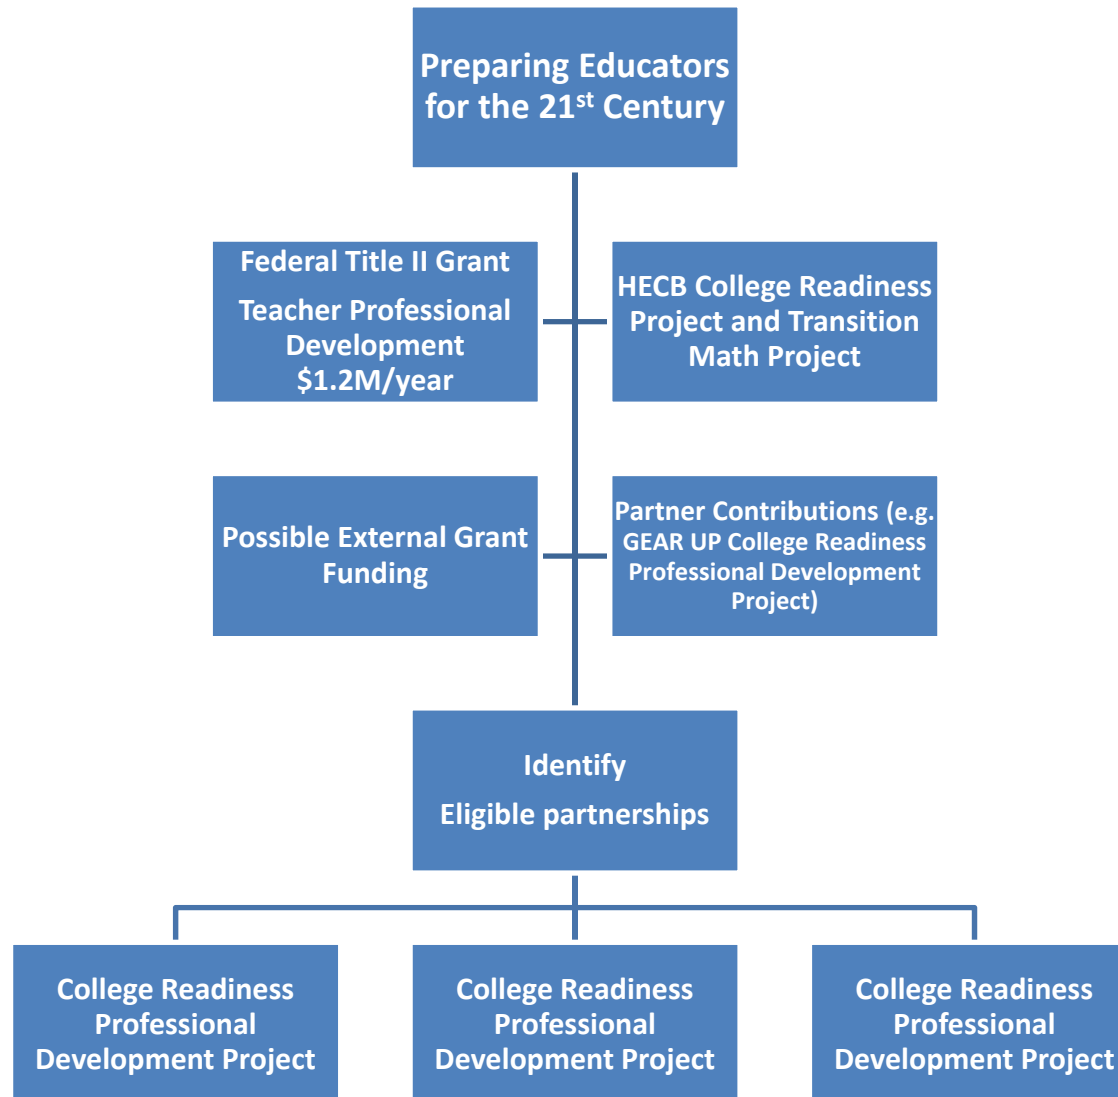 Preparing Educators
for the 21st Century
Federal Title II Grant
Teacher Professional
Development
$1.2M/year
HECB College Readiness
Project and Transition
Math Project
Possible External Grant
Funding
Partner Contributions (e.g.
GEAR UP College Readiness
Professional Development
Project)
Identify
Eligible partnerships
College Readiness
Professional
Development Project
College Readiness
Professional
Development Project
College Readiness
Professional
Development Project